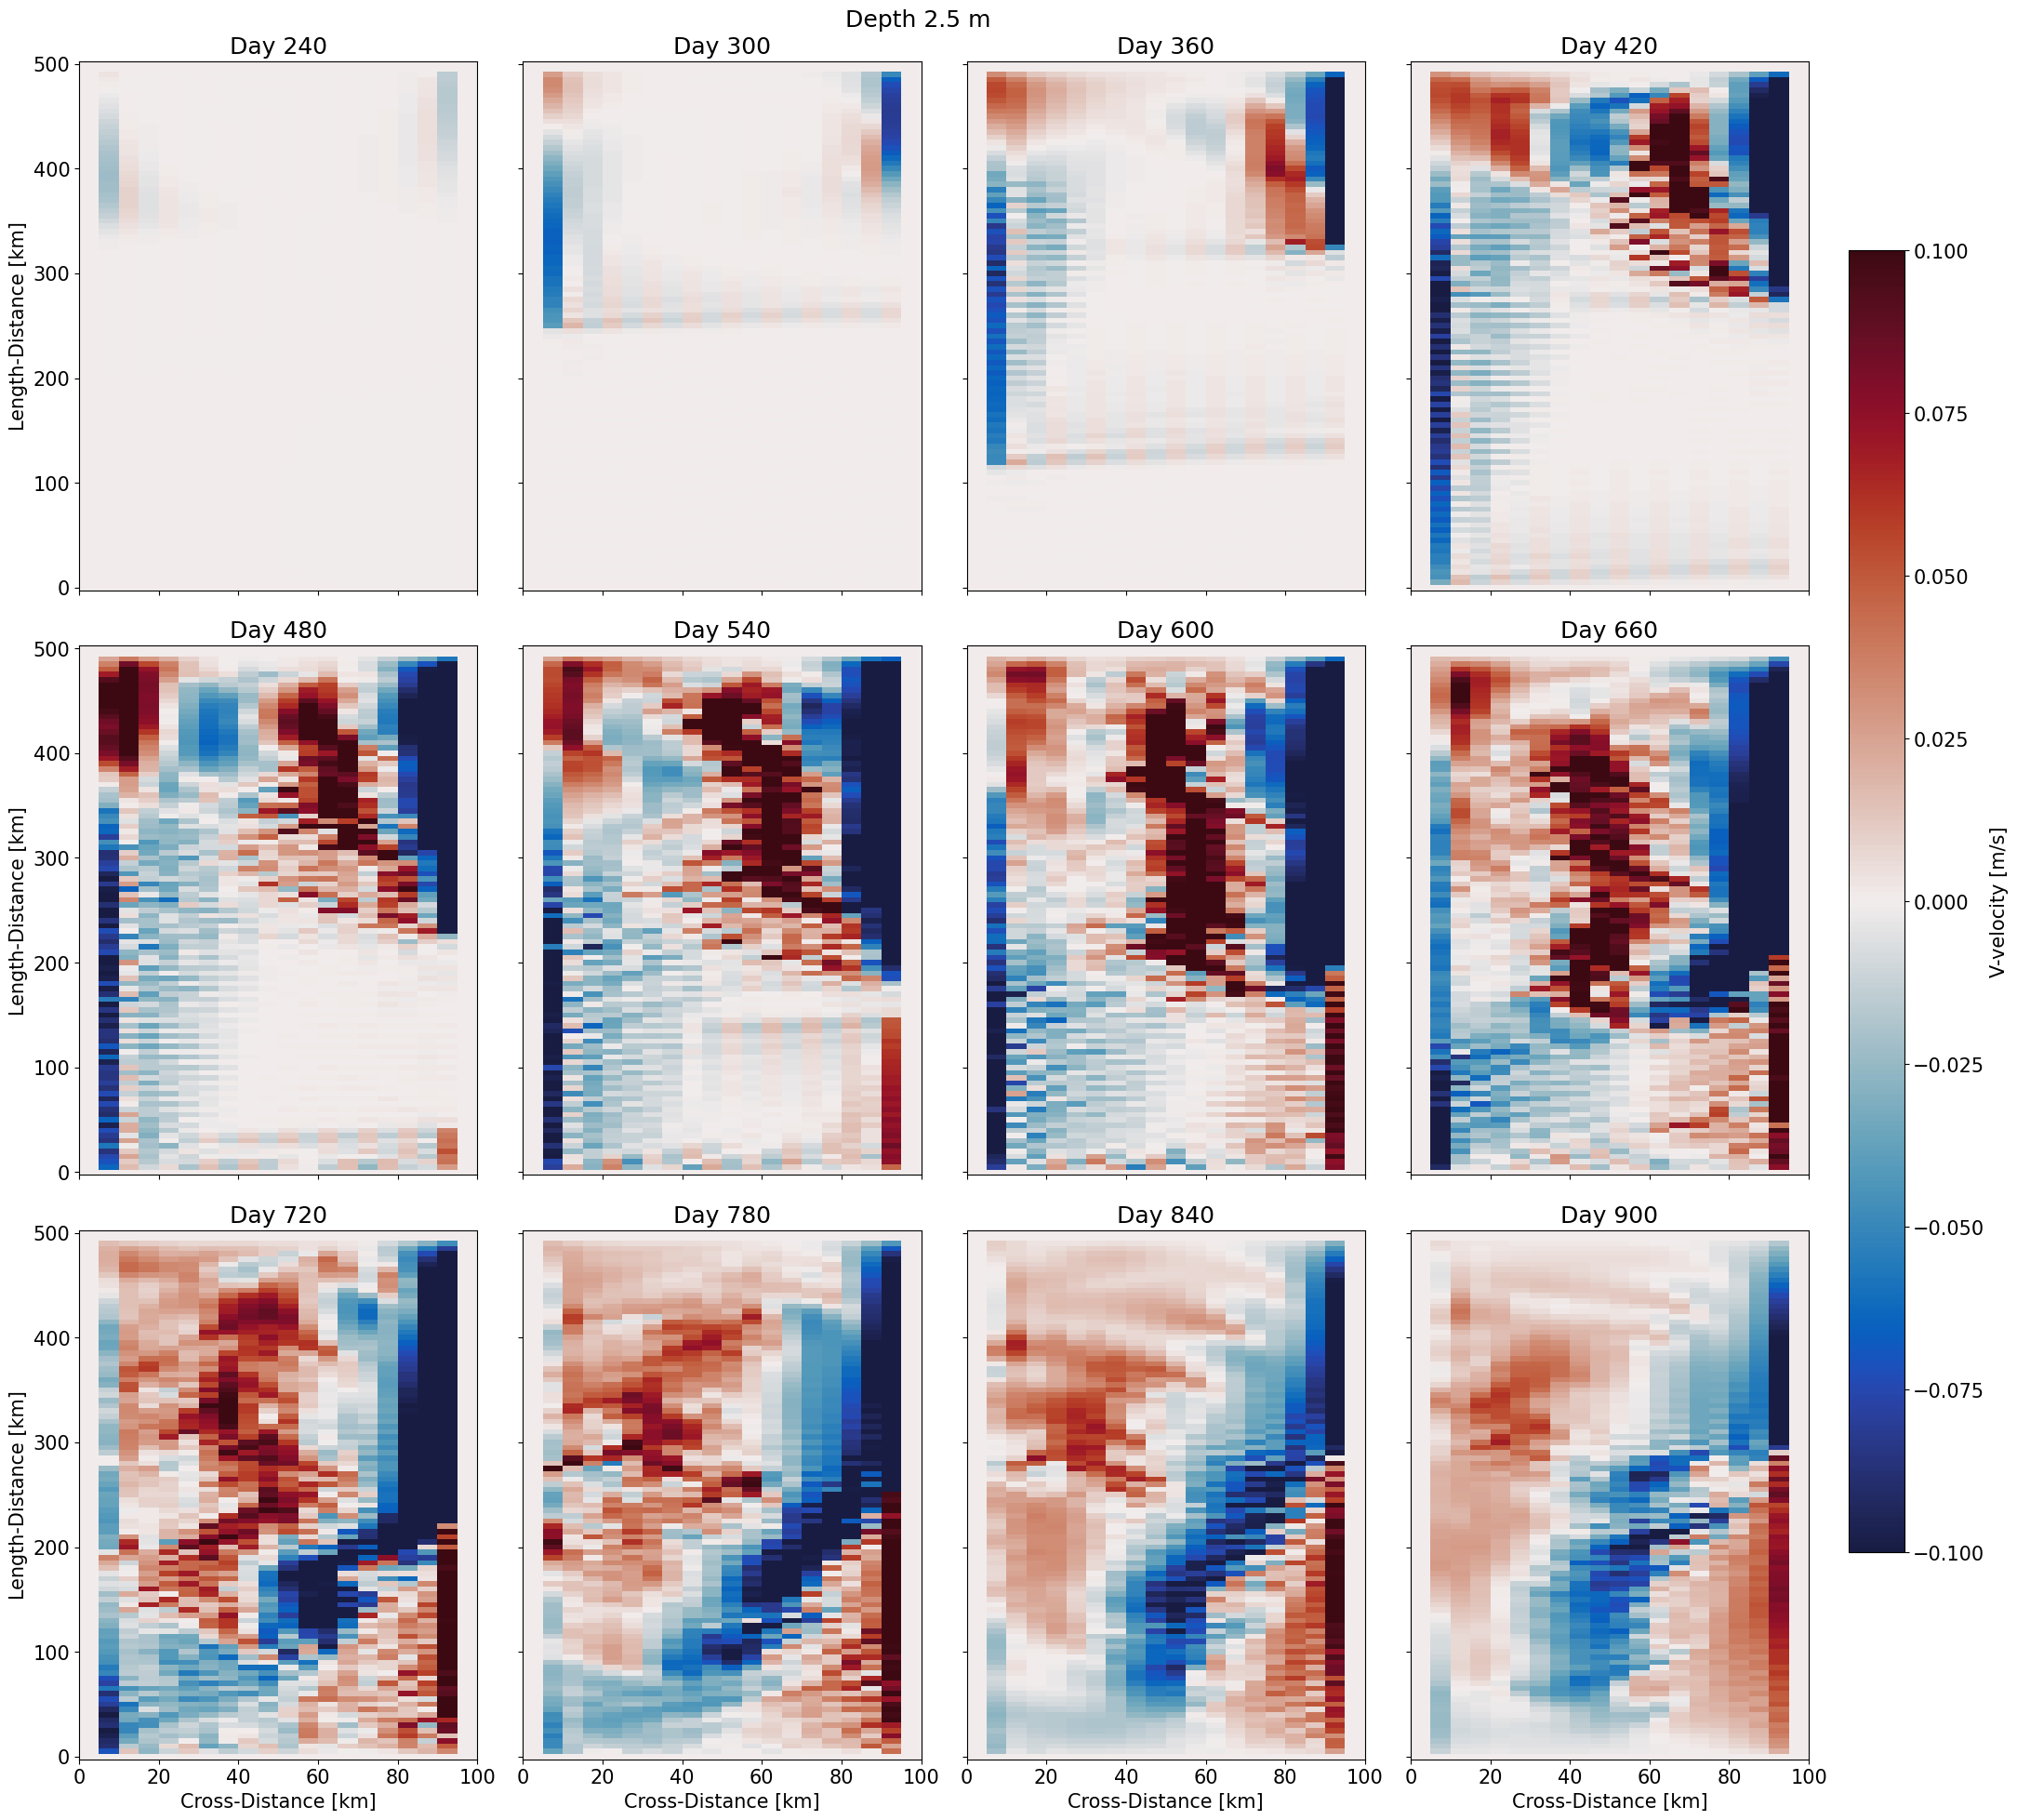 Depth 2.5 m
Day 240
Day 300
Day 360
Day 420
500
400
300
200
100
0
Length-Distance [km]
Day 480
Day 540
Day 600
Day 660
500
400
300
200
100
0
Length-Distance [km]
Day 720
Day 780
Day 840
Day 900
500
400
300
200
100
0
Length-Distance [km]
0 20 40 60 80 100
0 20 40 60 80 100
0 20 40 60 80 100
0 20 40 60 80 100
Cross-Distance [km]
Cross-Distance [km]
Cross-Distance [km]
Cross-Distance [km]
0.100
0.075
0.050
0.025
0.000
−0.025
−0.050
−0.075
−0.100
V-velocity [m/s]